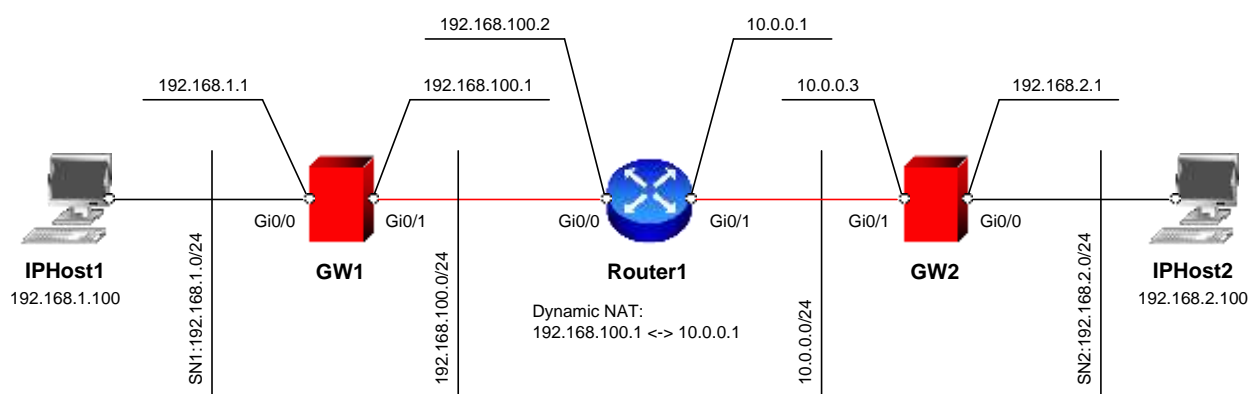 192.168.100.2
10.0.0.1
192.168.1.1
192.168.100.1
10.0.0.3
192.168.2.1
Gi0/0
Gi0/1
Gi0/0
Gi0/1
Gi0/1
Gi0/0
IPHost1
192.168.1.100
GW1
Router1
GW2
IPHost2
192.168.2.100
Dynamic NAT:
192.168.100.1 <-> 10.0.0.1
SN1:192.168.1.0/24
192.168.100.0/24
10.0.0.0/24
SN2:192.168.2.0/24